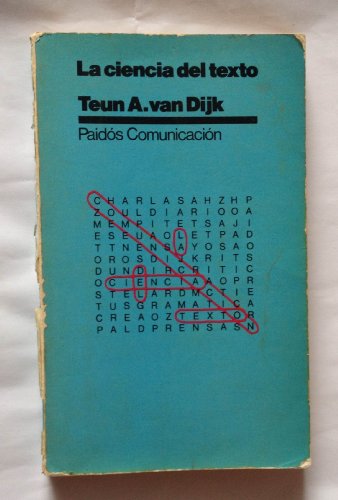 La ciencia del texto
Teun A. van Dijk
Paidós Comunicación
C H A R L A S A H Z H P
Z O U L D I A R I O O A
M E M P I T E T S A J I
E S E U A O L E T P A D
T T N E N S A Y O S A O
O R O S D I J K R I T S
D U N D I R C R I T I C
O C I E N C I A A O P R
S T E L A R D M C T I E
T U S G R A M A T I C A
C R E A O Z T E X T O R
P A L D P R E N S A S N